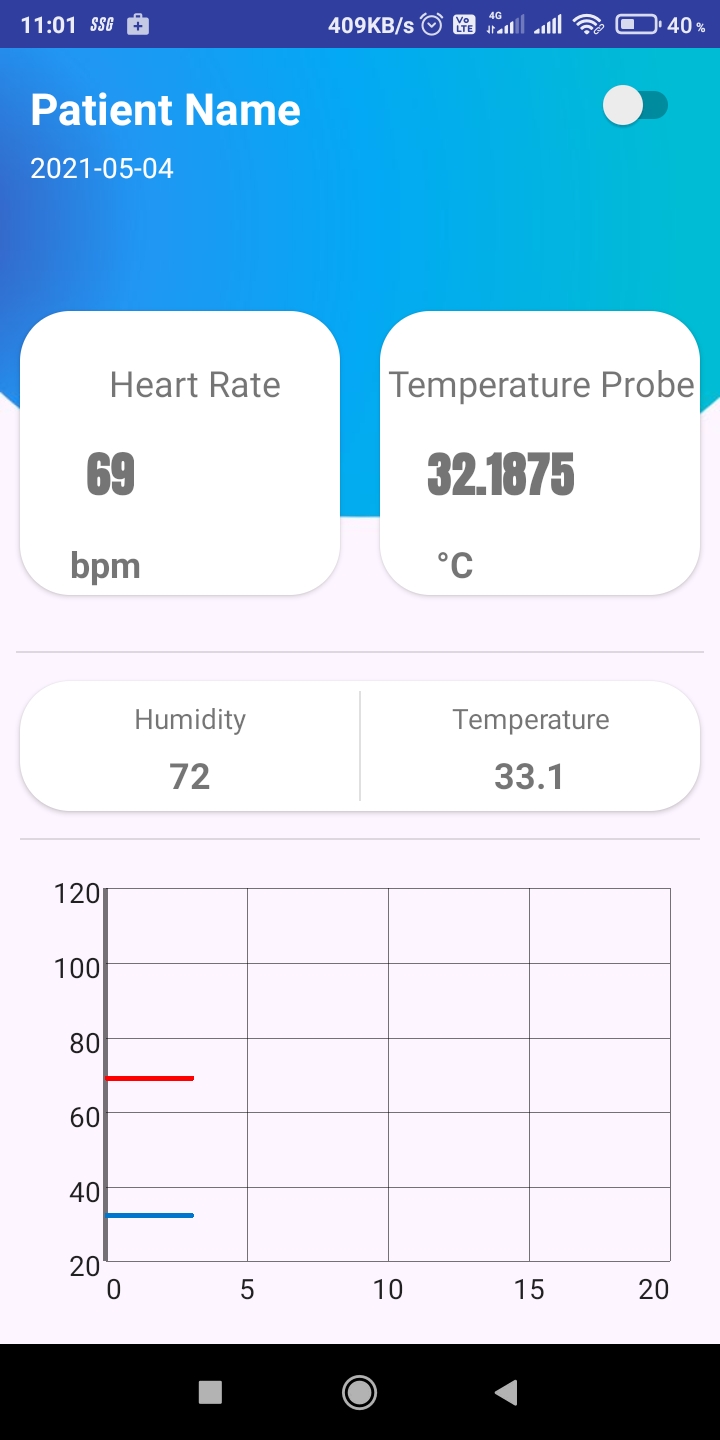 11:01 SSG 409KB/s Vo LTE 4G 40 %
Patient Name
2021-05-04
Heart Rate
69
bpm
Temperature Probe
32.1875
°C
Humidity
72
Temperature
33.1
120
100
80
60
40
20
0 5 10 15 20